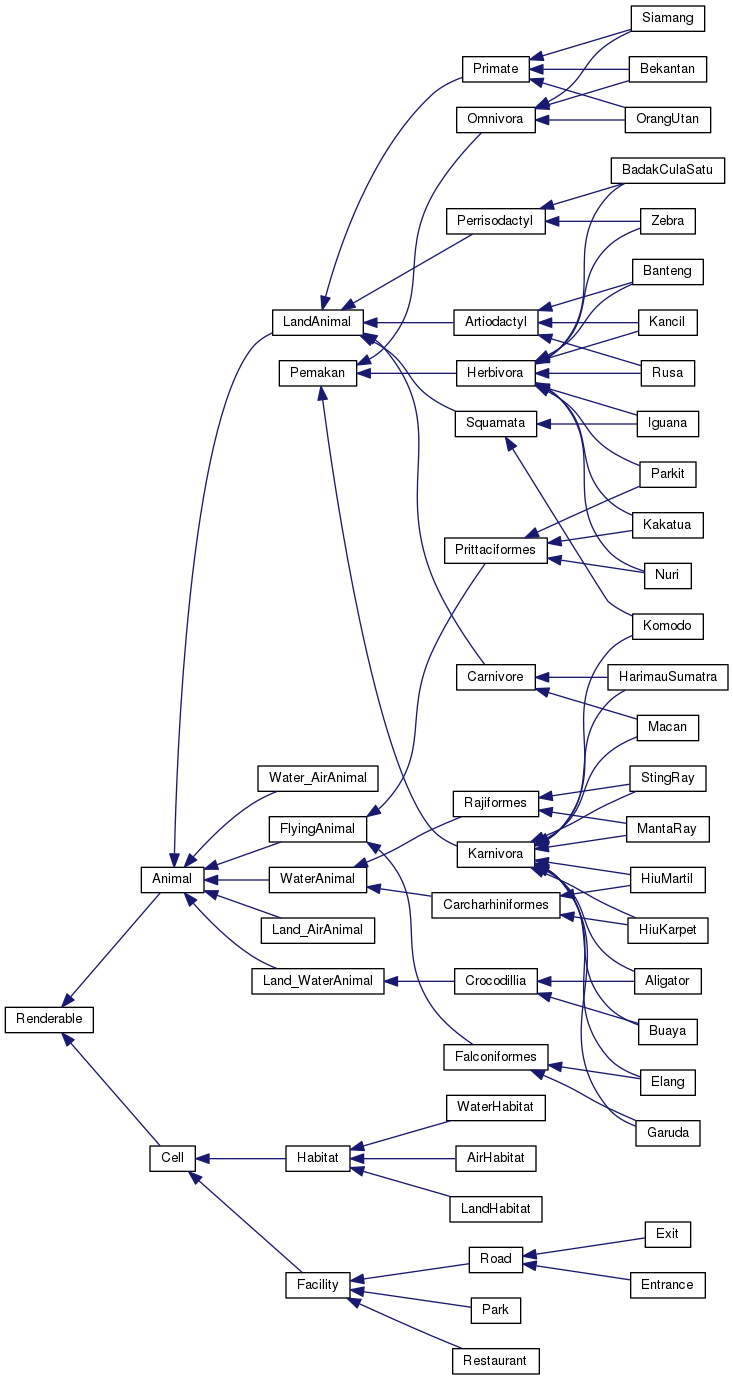 Siamang
Primate
Bekantan
Omnivora
OrangUtan
BadakCulaSatu
Perrisodactyl
Zebra
Banteng
LandAnimal
Artiodactyl
Kancil
Pemakan
Herbivora
Rusa
Squamata
Iguana
Parkit
Kakatua
Prittaciformes
Nuri
Komodo
Carnivore
HarimauSumatra
Macan
Water_AirAnimal
StingRay
Rajiformes
FlyingAnimal
MantaRay
Karnivora
Animal
WaterAnimal
HiuMartil
Carcharhiniformes
Land_AirAnimal
HiuKarpet
Land_WaterAnimal
Crocodillia
Aligator
Renderable
Buaya
Falconiformes
Elang
WaterHabitat
Garuda
Cell
Habitat
AirHabitat
LandHabitat
Exit
Road
Facility
Entrance
Park
Restaurant